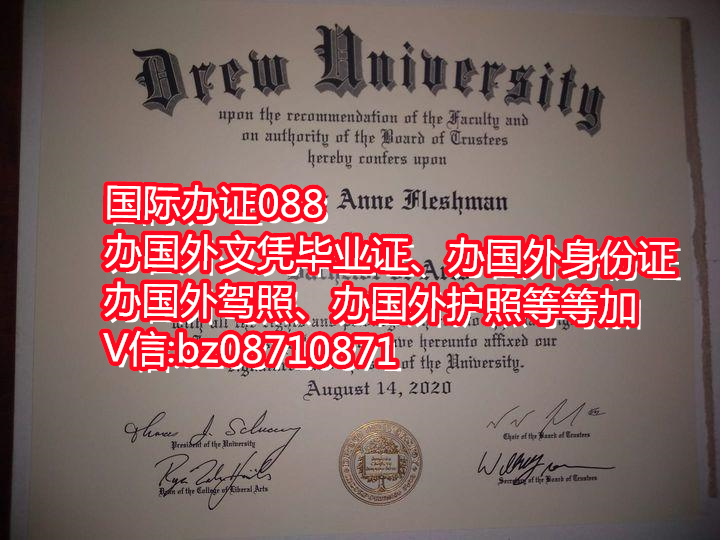 Drew University
upon the recommendation of the Faculty and
on authority of the Board of Trustees
hereby confers upon
Anne Fleshman
国际办证088
办国外文凭毕业证、办国外身份证
办国外驾照、办国外护照等等加
V信:bz08710871
have hereunto affixed our
of the University.
August 14, 2020
President of the University
Chair of the Board of Trustees
Dean of the College of Liberal Arts
Secretary of the Board of Trustees